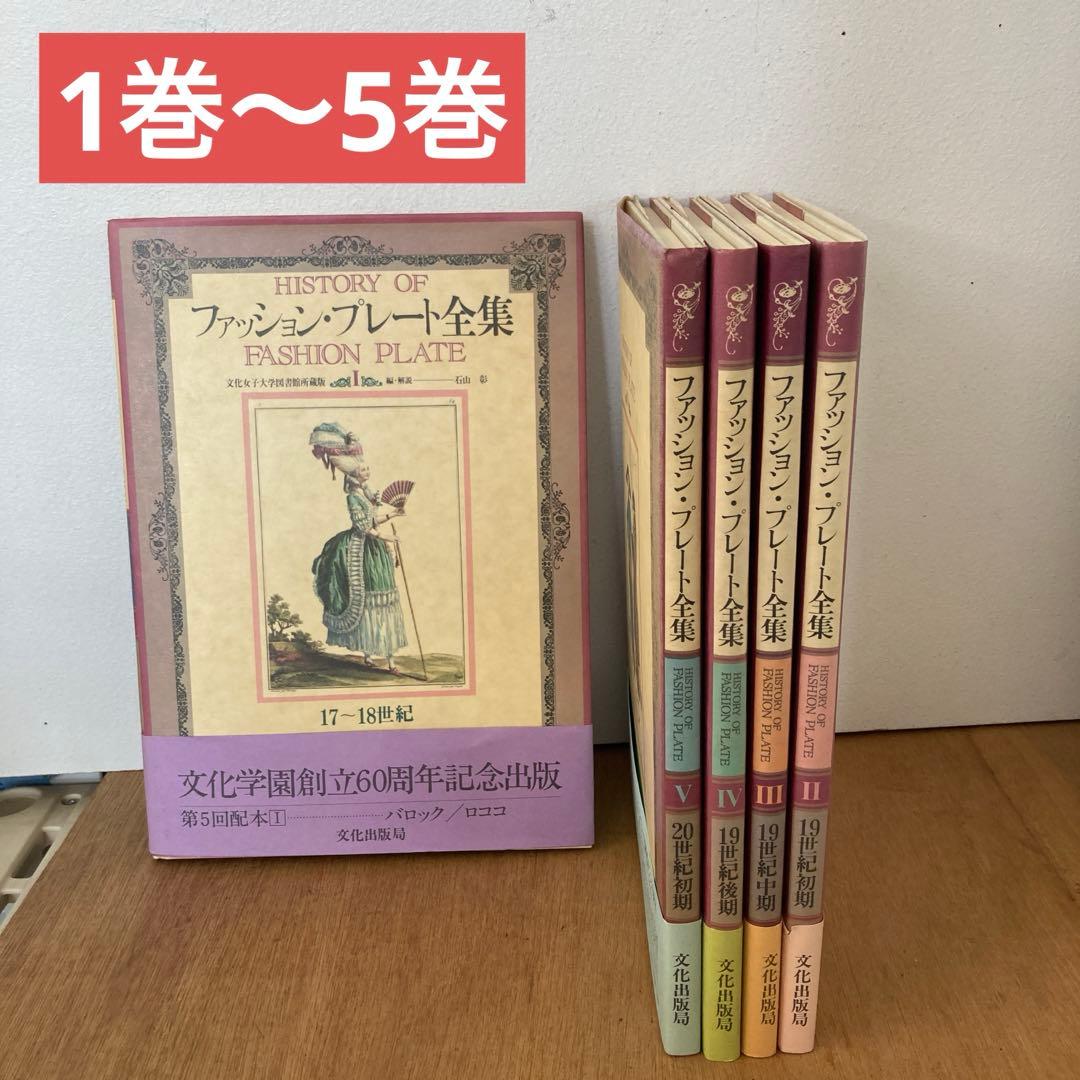 1巻〜5巻
HISTORY OF
ファッション・プレート全集
FASHION PLATE
文化女子大学図書館所蔵版 I 編・解説────石山 彰
17〜18世紀
文化学園創立60周年記念出版
第5回配本I……………………バロック／ロココ
文化出版局
ファッション・プレート全集
HISTORY OF
FASHION PLATE
V
20世紀初期
文化出版局
ファッション・プレート全集
HISTORY OF
FASHION PLATE
IV
19世紀後期
文化出版局
ファッション・プレート全集
HISTORY OF
FASHION PLATE
III
19世紀中期
文化出版局
ファッション・プレート全集
HISTORY OF
FASHION PLATE
II
19世紀初期
文化出版局